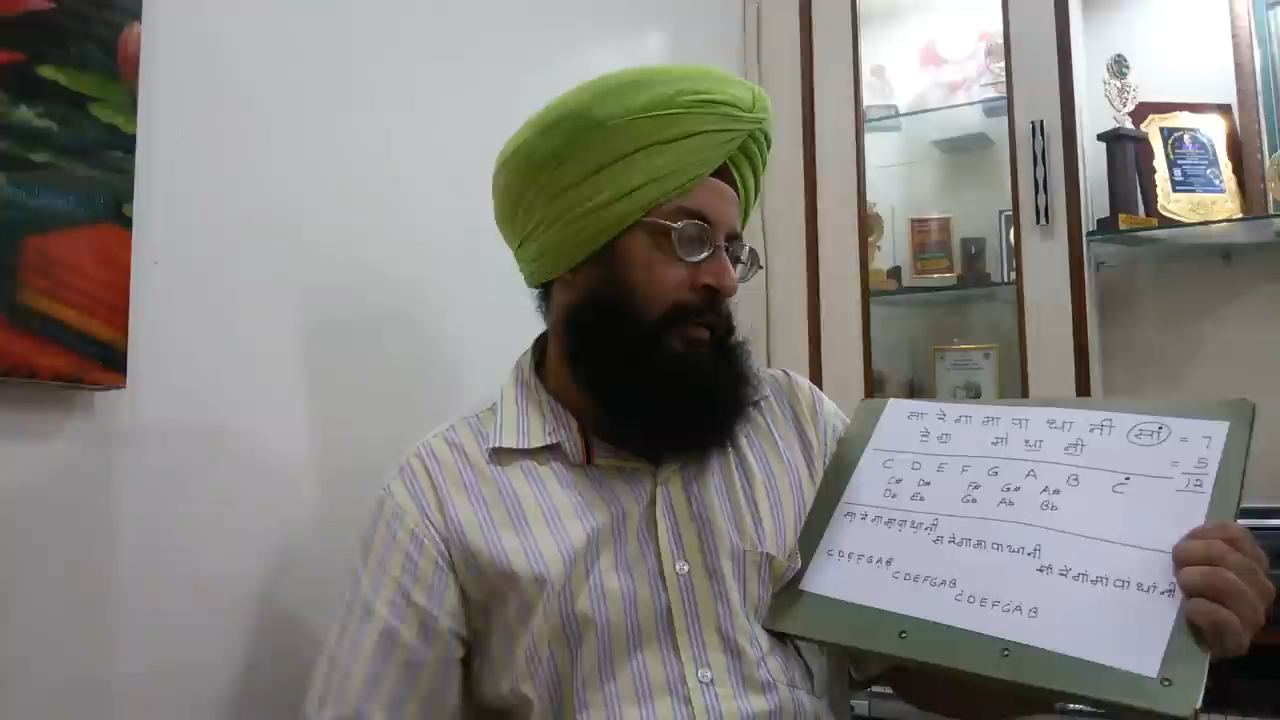 सा रे गा मा पा धा नी सां = 7
रे॒ गा॒ मां धा॒ नी॒ = 5
12
C D E F G A B Ċ
C# D# F# G# A#
Db Eb Gb Ab Bb
सा़ रे़ गा़ मा़ पा़ धा़ नी़
सा रे गा मा पा धा नी
सां रें गां मां पां धां नीं
C D E F G A B
C D E F G A B
C D E F G A B